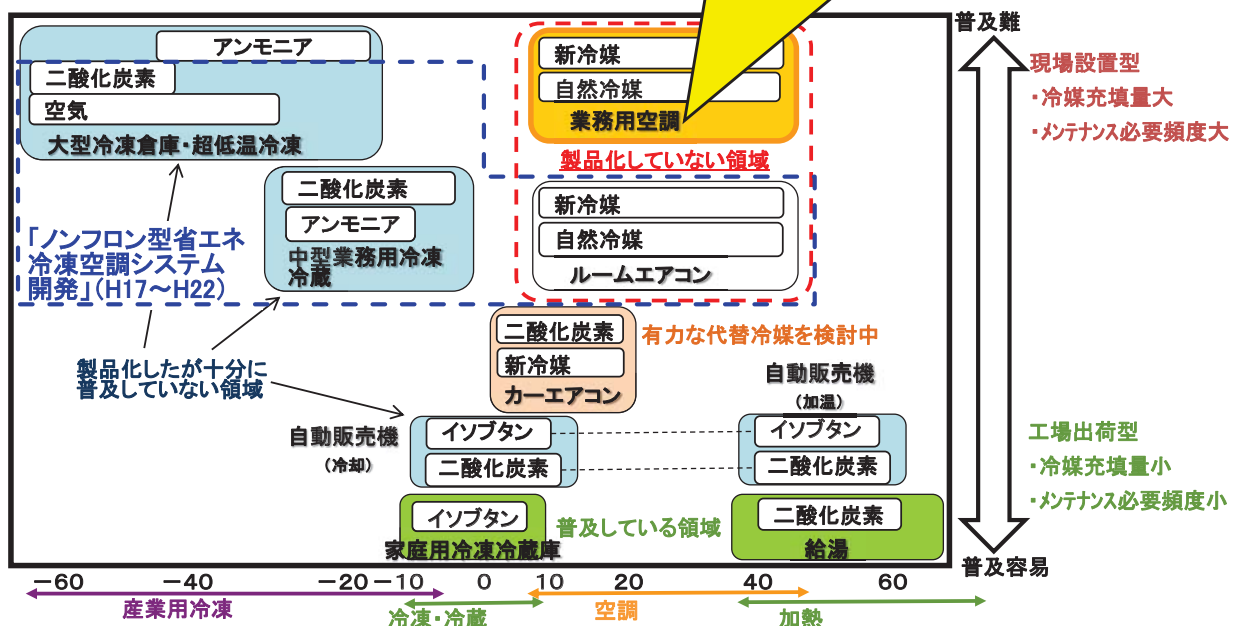 普及難
アンモニア
二酸化炭素
空気
大型冷凍倉庫・超低温冷凍
新冷媒
自然冷媒
業務用空調
製品化していない領域
現場設置型
・冷媒充填量大
・メンテナンス必要頻度大
二酸化炭素
アンモニア
中型業務用冷凍
冷蔵
新冷媒
自然冷媒
ルームエアコン
「ノンフロン型省エネ
冷凍空調システム
開発」(H17～H22)
二酸化炭素
新冷媒
カーエアコン
有力な代替冷媒を検討中
製品化したが十分に
普及していない領域
自動販売機
(加温)
自動販売機
(冷却)
イソブタン
二酸化炭素
イソブタン
二酸化炭素
工場出荷型
・冷媒充填量小
・メンテナンス必要頻度小
イソブタン
家庭用冷凍冷蔵庫
普及している領域
二酸化炭素
給湯
普及容易
－60 －40 －20 －10 0 10 20 40 60
産業用冷凍
冷凍・冷蔵
空調
加熱